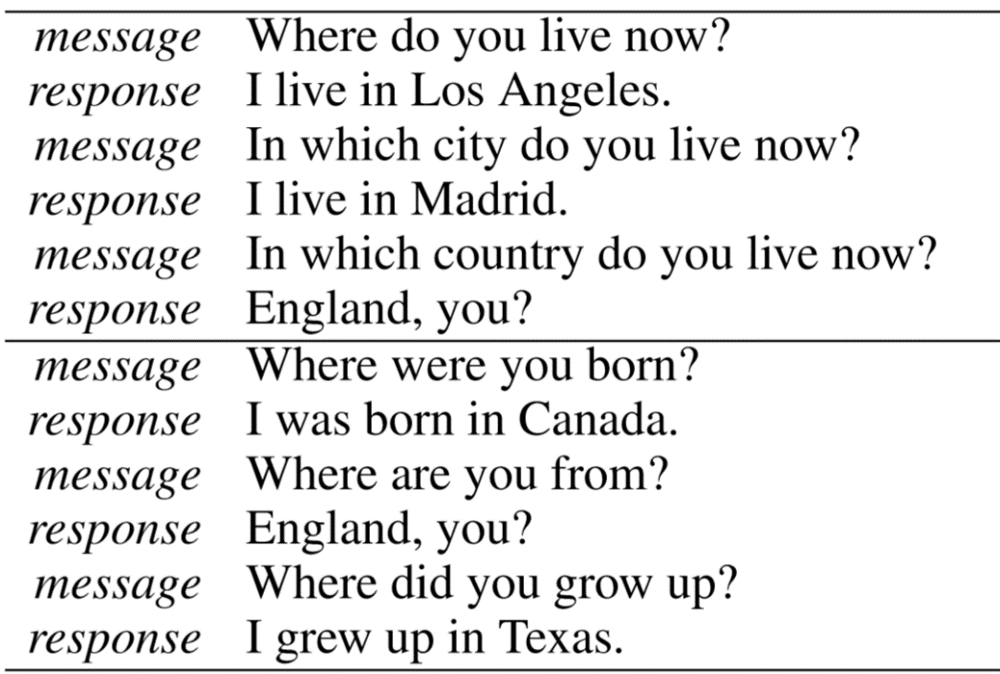 message Where do you live now?
response I live in Los Angeles.
message In which city do you live now?
response I live in Madrid.
message In which country do you live now?
response England, you?
message Where were you born?
response I was born in Canada.
message Where are you from?
response England, you?
message Where did you grow up?
response I grew up in Texas.